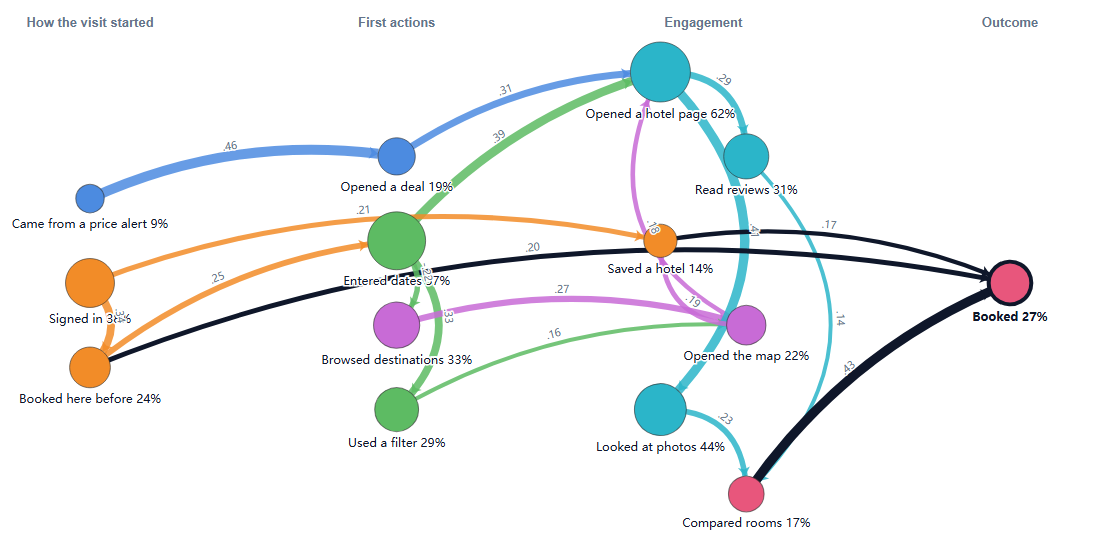 How the visit started
First actions
Engagement
Outcome
.29
.31
Opened a hotel page 62%
.39
.46
Opened a deal 19%
Read reviews 31%
Came from a price alert 9%
.21
.18
.17
.20
Saved a hotel 14%
.25
Entered dates 57%
.27
.19
Signed in
.34
.33
Booked 27%
.14
.16
Browsed destinations 33%
Opened the map 22%
.43
Booked here before 24%
.23
Used a filter 29%
Looked at photos 44%
Compared rooms 17%